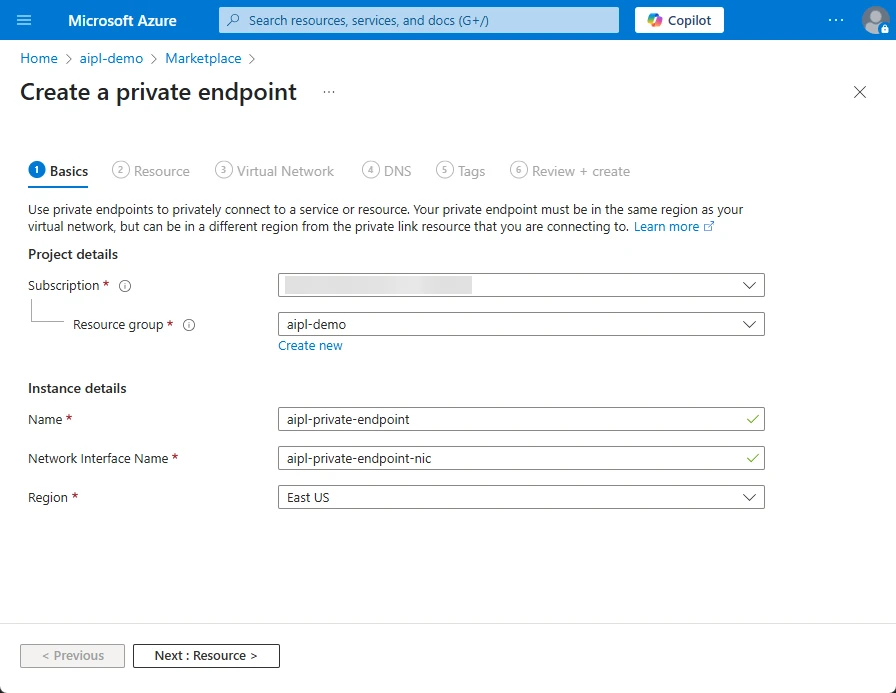 Microsoft Azure
Search resources, services, and docs (G+/)
Copilot
...
Home > aipl-demo > Marketplace >
Create a private endpoint ...
1 Basics 2 Resource 3 Virtual Network 4 DNS 5 Tags 6 Review + create
Use private endpoints to privately connect to a service or resource. Your private endpoint must be in the same region as your
virtual network, but can be in a different region from the private link resource that you are connecting to. Learn more
Project details
Subscription *
Resource group * aipl-demo
Create new
Instance details
Name * aipl-private-endpoint
Network Interface Name * aipl-private-endpoint-nic
Region * East US
< Previous Next : Resource >